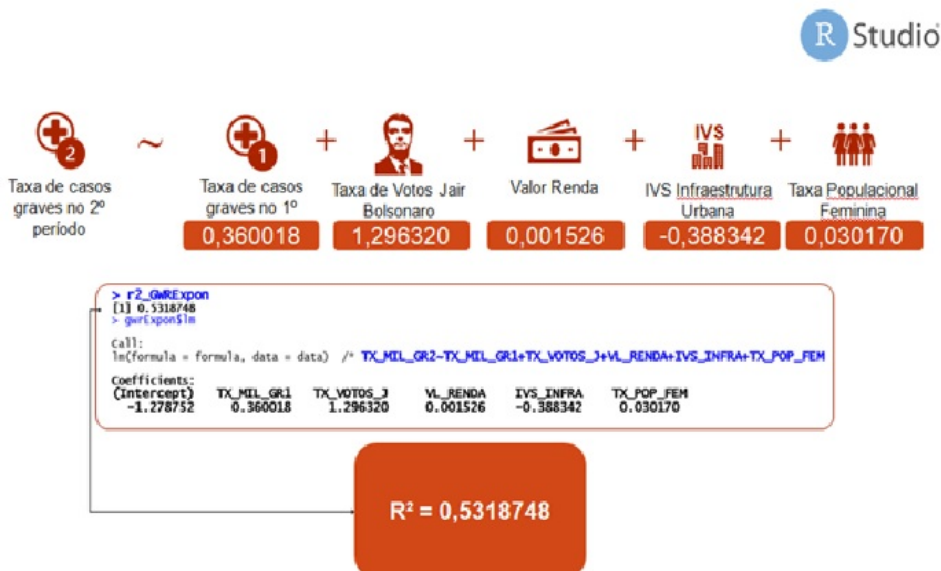 R Studio
2 ~ 1 + + + IVS +
Taxa de casos graves no 2º período
Taxa de casos graves no 1º
0,360018
Taxa de Votos Jair Bolsonaro
1,296320
Valor Renda
0,001526
IVS Infraestrutura Urbana
-0,388342
Taxa Populacional Feminina
0,030170
> r2_GWRExpon
[1] 0.5318748
> gwrExpon$lm
Call:
lm(formula = formula, data = data) /* TX_MIL_GR2~TX_MIL_GR1+TX_VOTOS_J+VL_RENDA+IVS_INFRA+TX_POP_FEM
Coefficients:
(Intercept) TX_MIL_GR1 TX_VOTOS_J VL_RENDA IVS_INFRA TX_POP_FEM
-1.278752 0.360018 1.296320 0.001526 -0.388342 0.030170
R² = 0,5318748